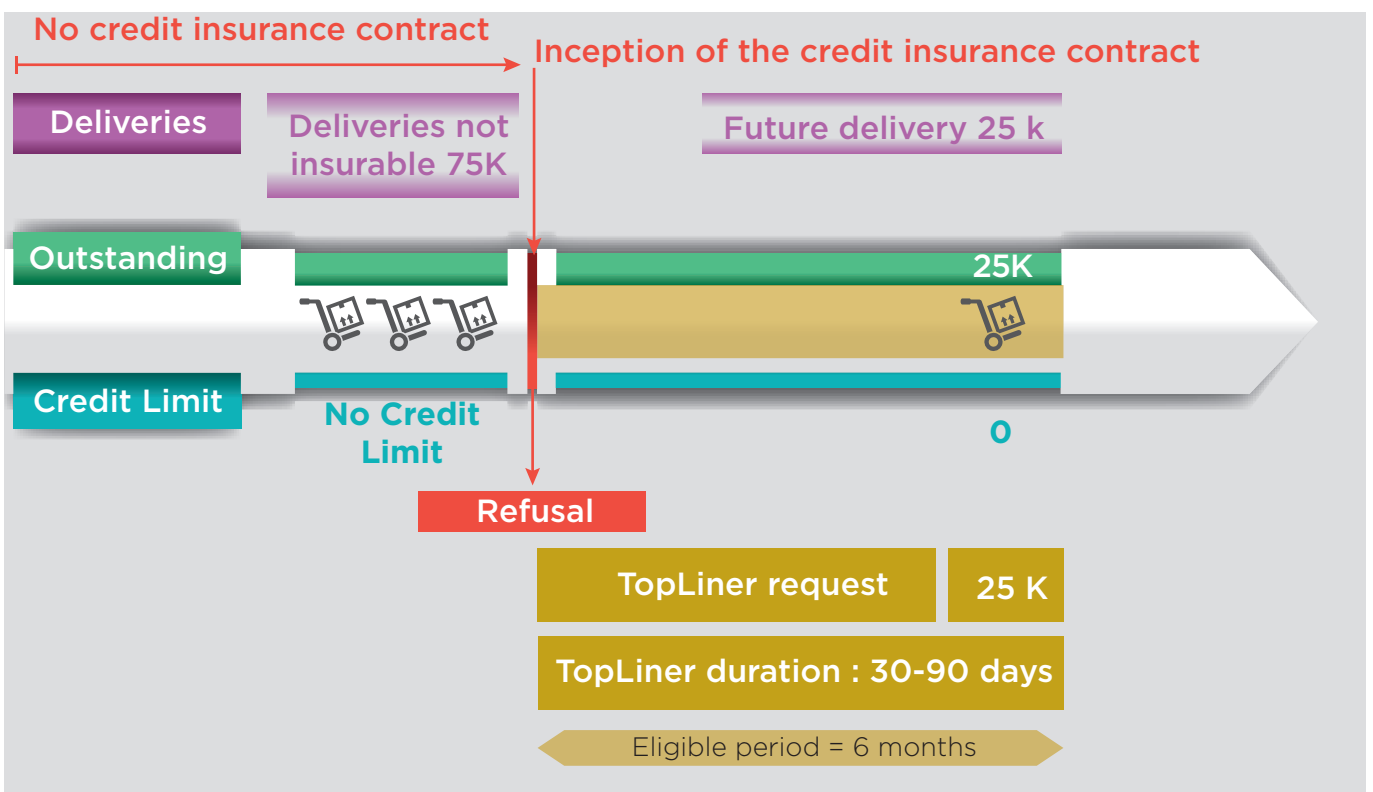 No credit insurance contract
Inception of the credit insurance contract
Deliveries
Deliveries not
insurable 75K
Future delivery 25 k
Outstanding
25K
Credit Limit
No Credit
Limit
0
Refusal
TopLiner request
25 K
TopLiner duration : 30-90 days
Eligible period = 6 months